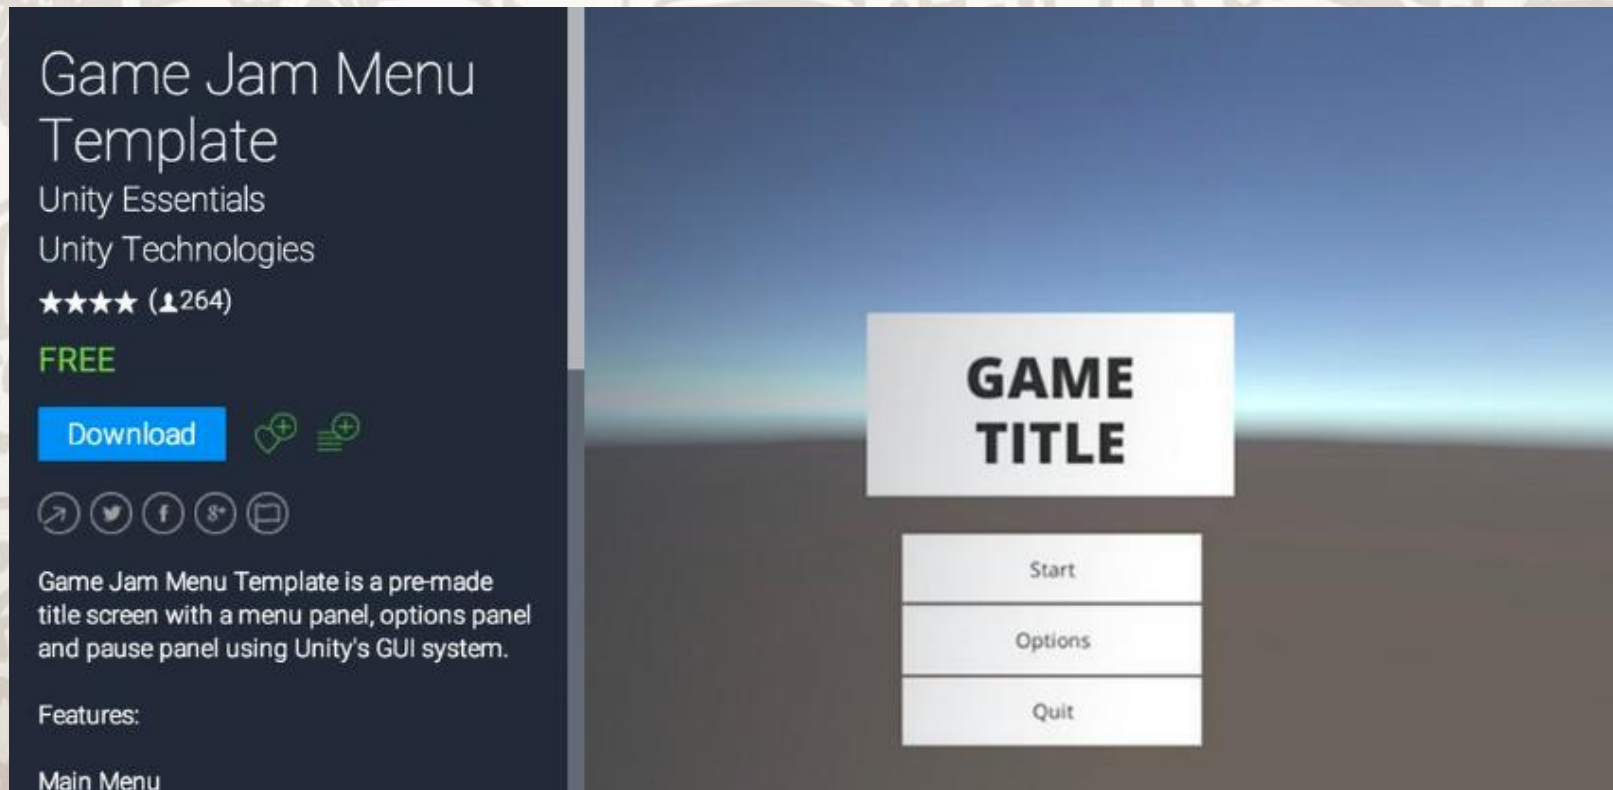 Game Jam Menu
Template
Unity Essentials
Unity Technologies
★★★★ (264)
FREE
Download
Game Jam Menu Template is a pre-made
title screen with a menu panel, options panel
and pause panel using Unity's GUI system.
Features:
Main Menu
GAME
TITLE
Start
Options
Quit